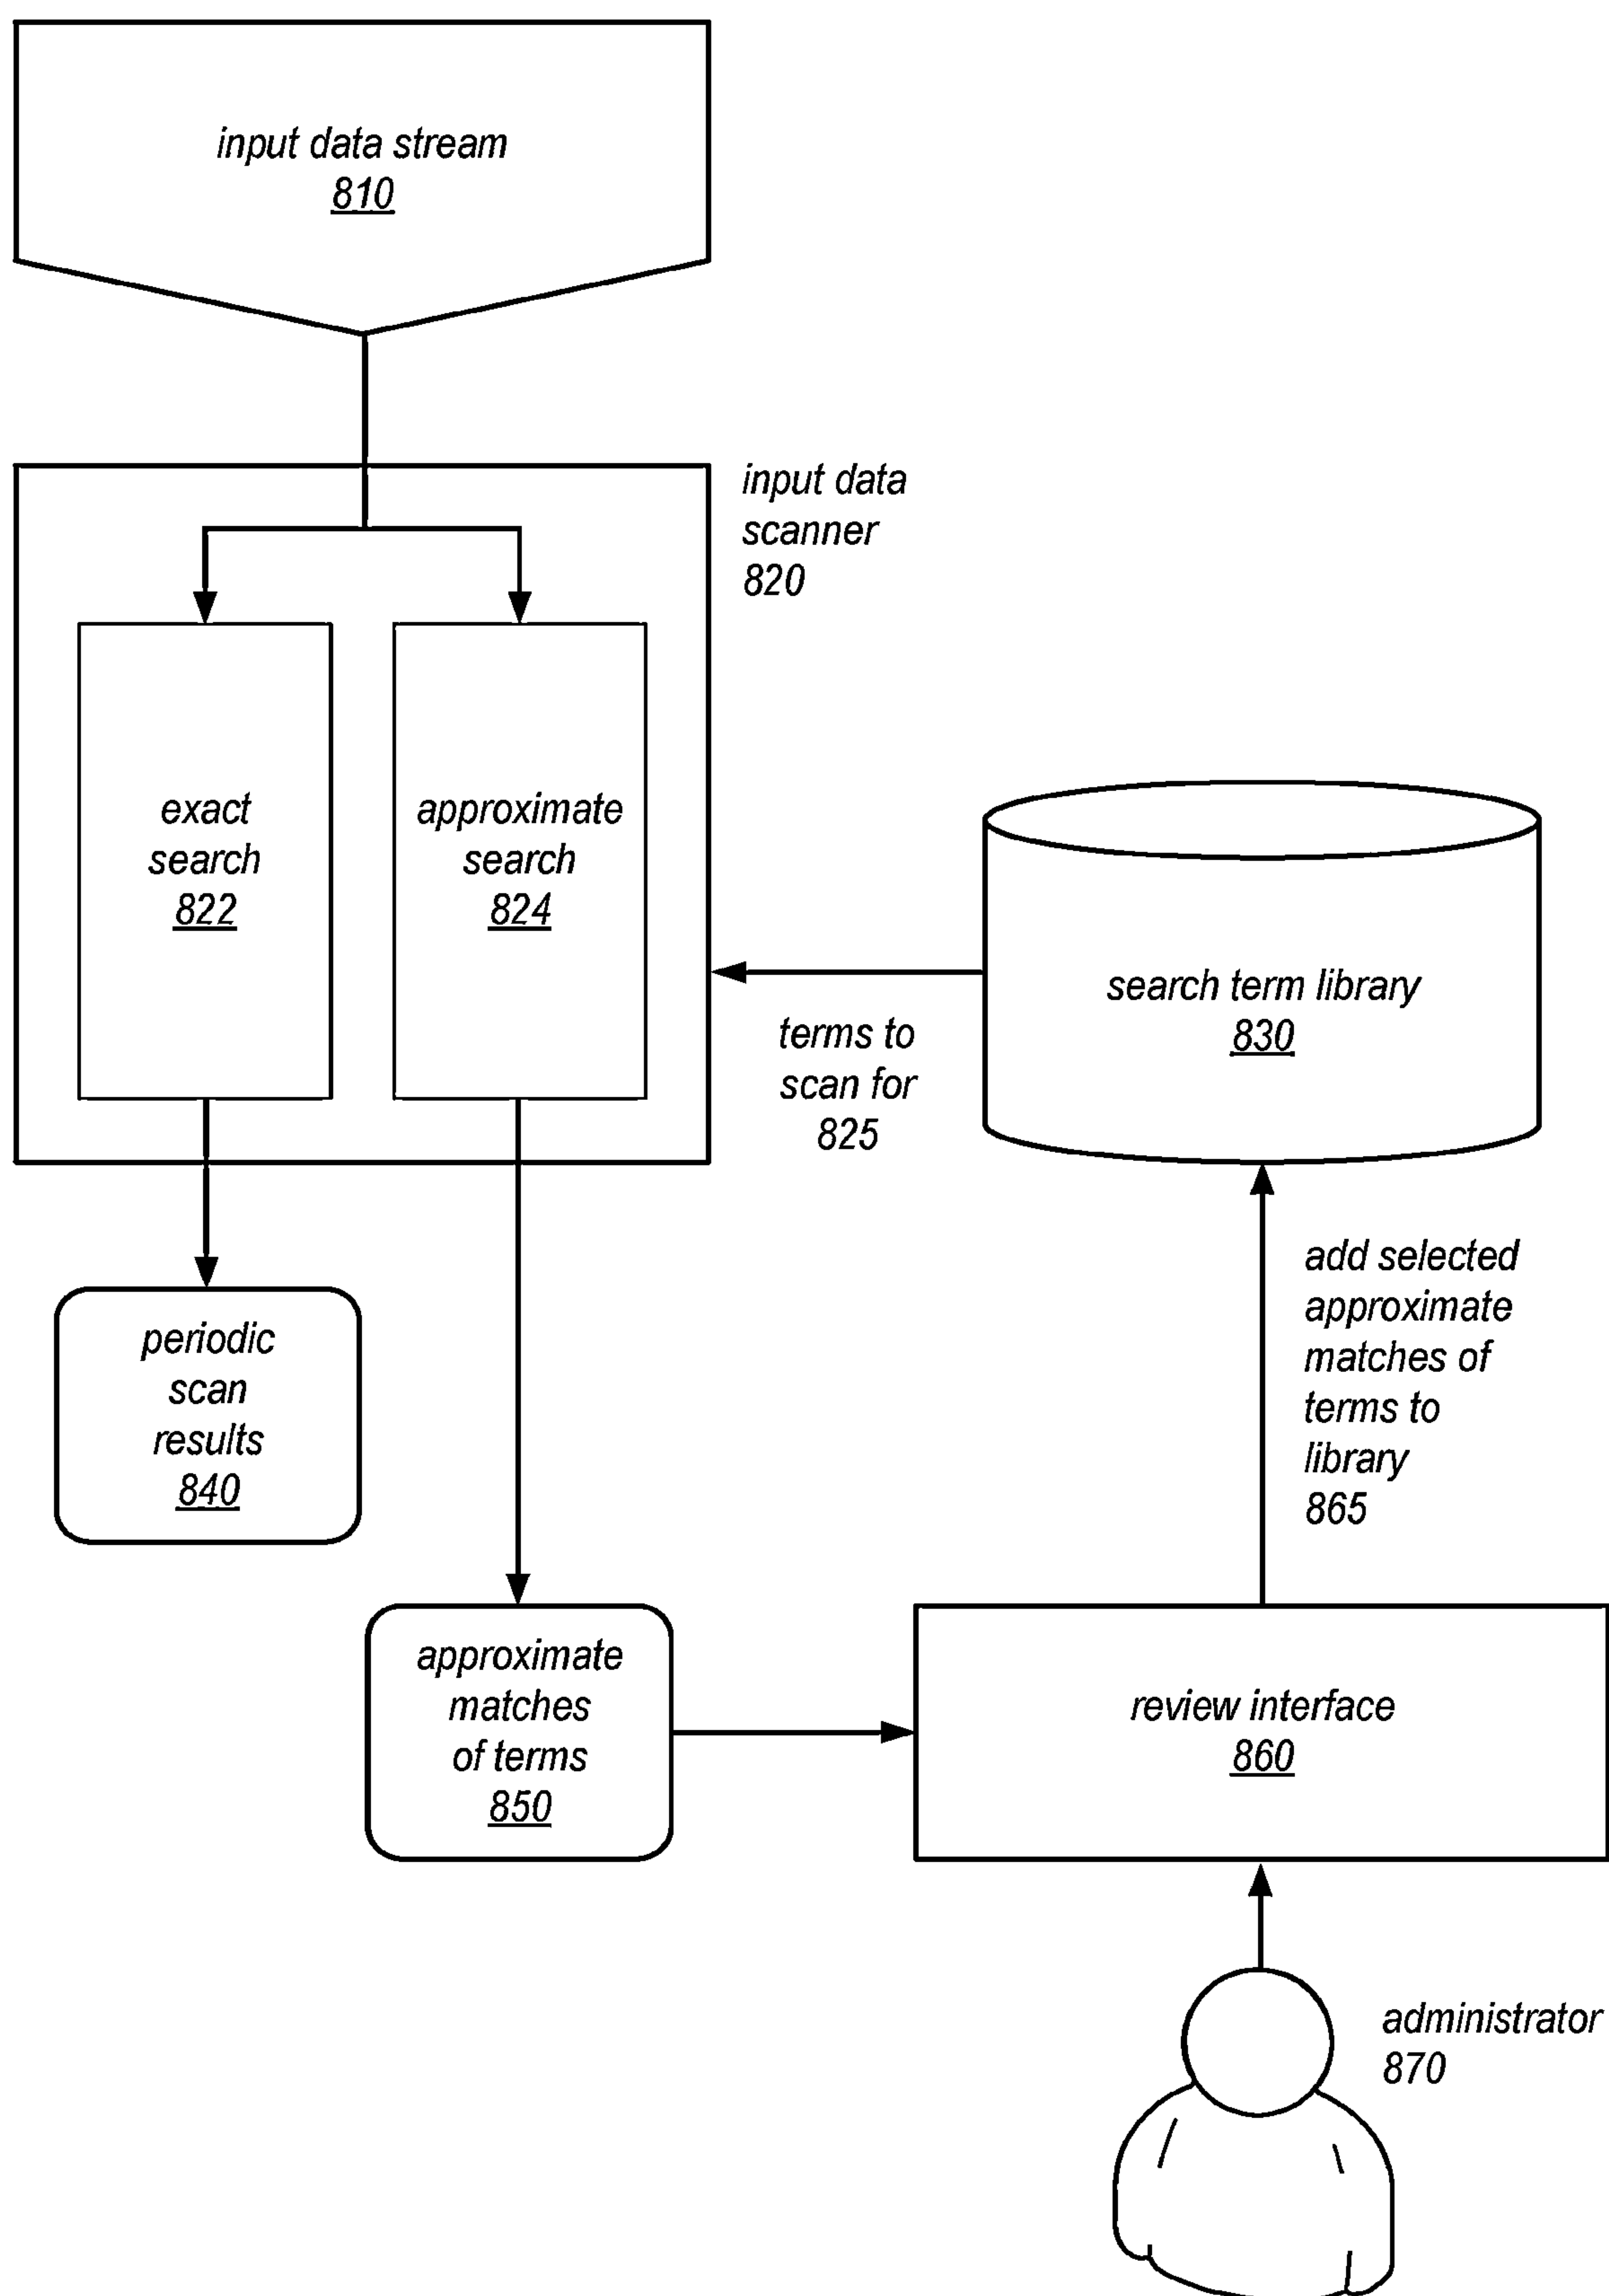 input data stream
810
input data
scanner
820
exact
search
822
approximate
search
824
terms to
scan for
825
search term library
830
periodic
scan
results
840
add selected
approximate
matches of
terms to
library
865
approximate
matches
of terms
850
review interface
860
administrator
870